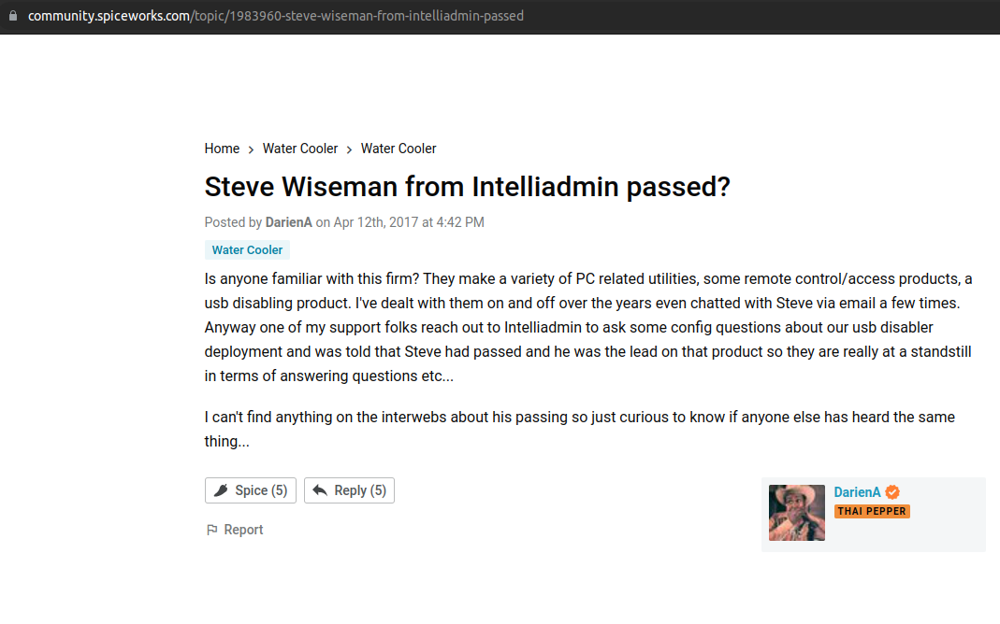 community.spiceworks.com/topic/1983960-steve-wiseman-from-intelliadmin-passed
Home > Water Cooler > Water Cooler
Steve Wiseman from Intelliadmin passed?
Posted by DarienA on Apr 12th, 2017 at 4:42 PM
Water Cooler
Is anyone familiar with this firm? They make a variety of PC related utilities, some remote control/access products, a
usb disabling product. I've dealt with them on and off over the years even chatted with Steve via email a few times.
Anyway one of my support folks reach out to Intelliadmin to ask some config questions about our usb disabler
deployment and was told that Steve had passed and he was the lead on that product so they are really at a standstill
in terms of answering questions etc...
I can't find anything on the interwebs about his passing so just curious to know if anyone else has heard the same
thing...
Spice (5) Reply (5)
DarienA
THAI PEPPER
Report